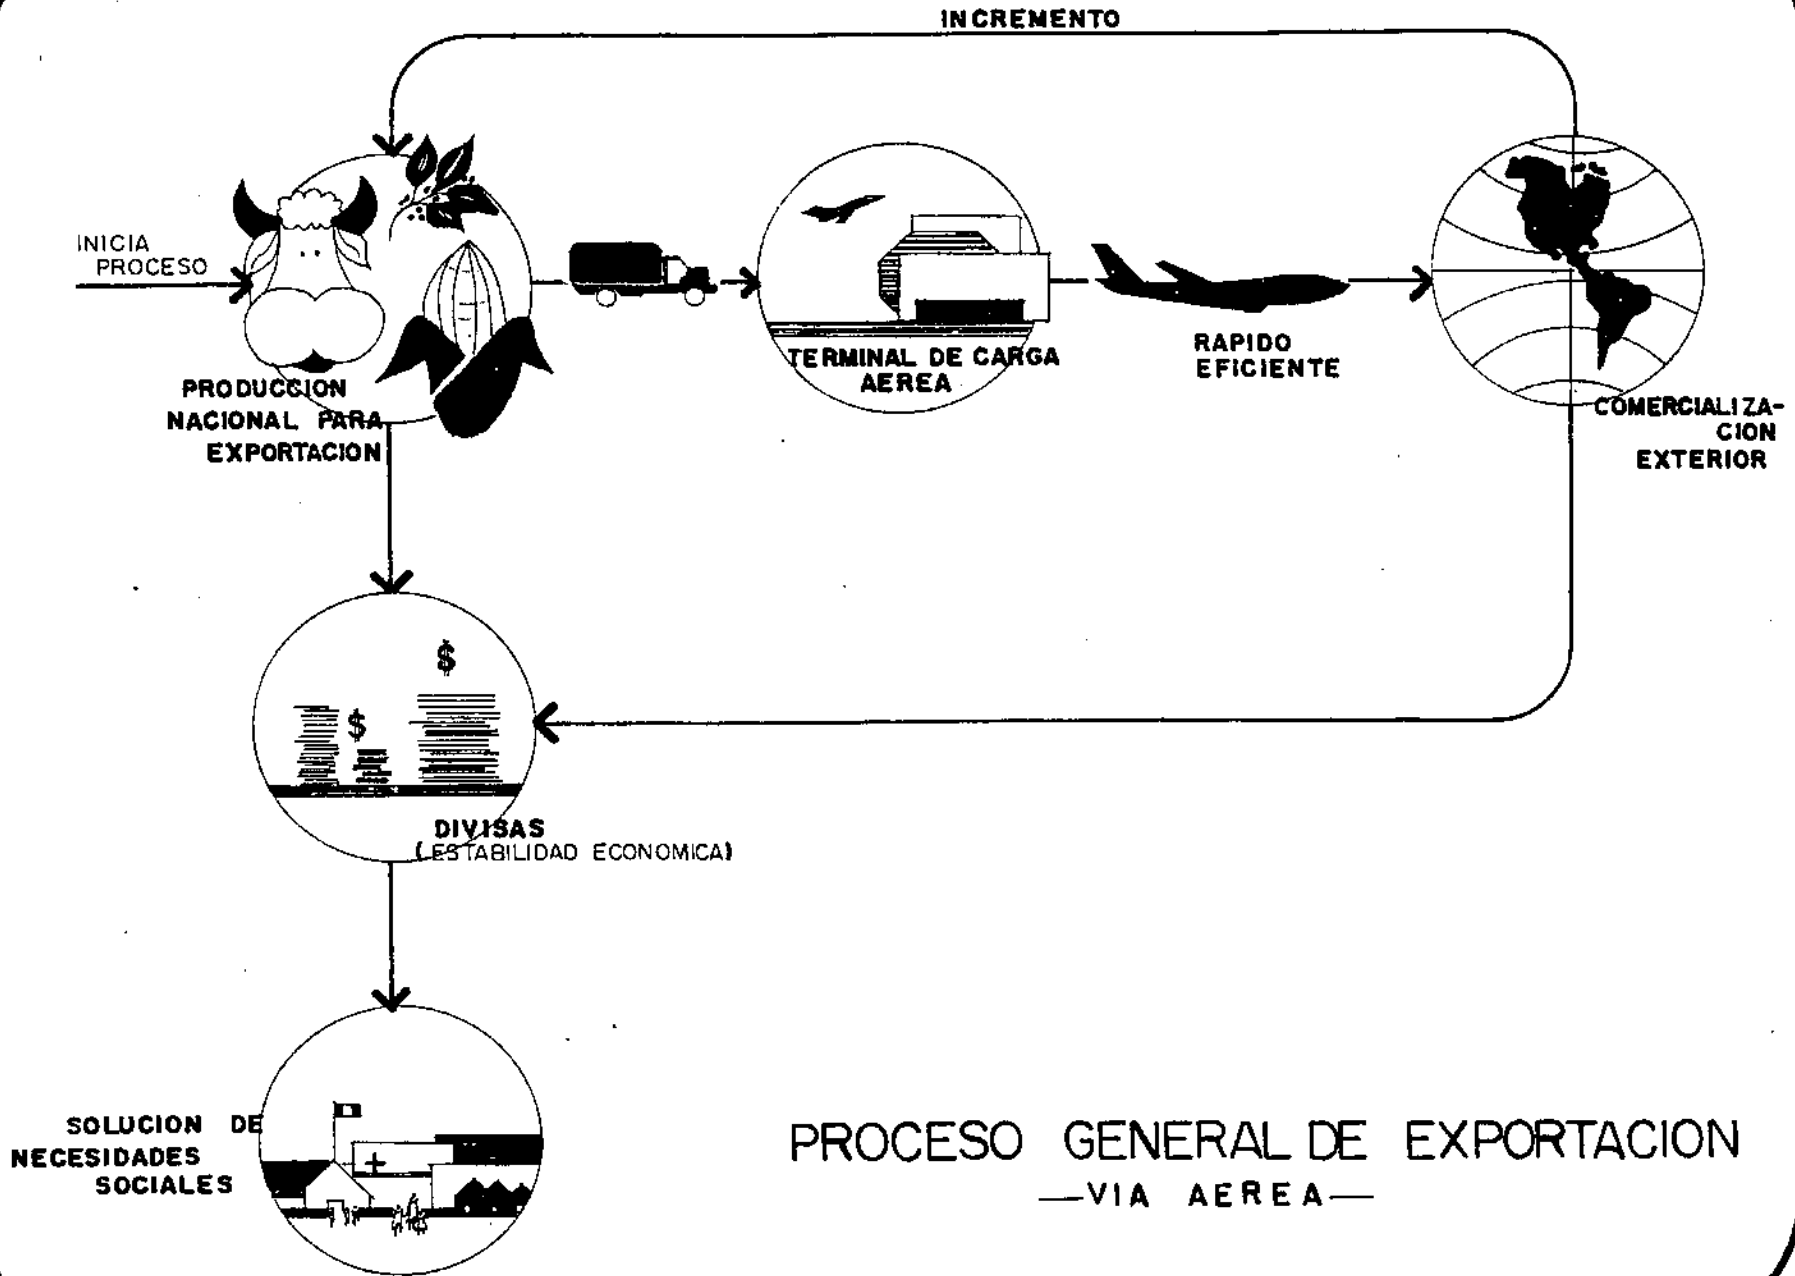 INCREMENTO
INICIA
PROCESO
PRODUCCION
NACIONAL PARA
EXPORTACION
TERMINAL DE CARGA
AEREA
RAPIDO
EFICIENTE
COMERCIALIZA-
CION
EXTERIOR
$
$
DIVISAS
(ESTABILIDAD ECONOMICA)
SOLUCION DE
NECESIDADES
SOCIALES
PROCESO GENERAL DE EXPORTACION
—VIA AEREA—